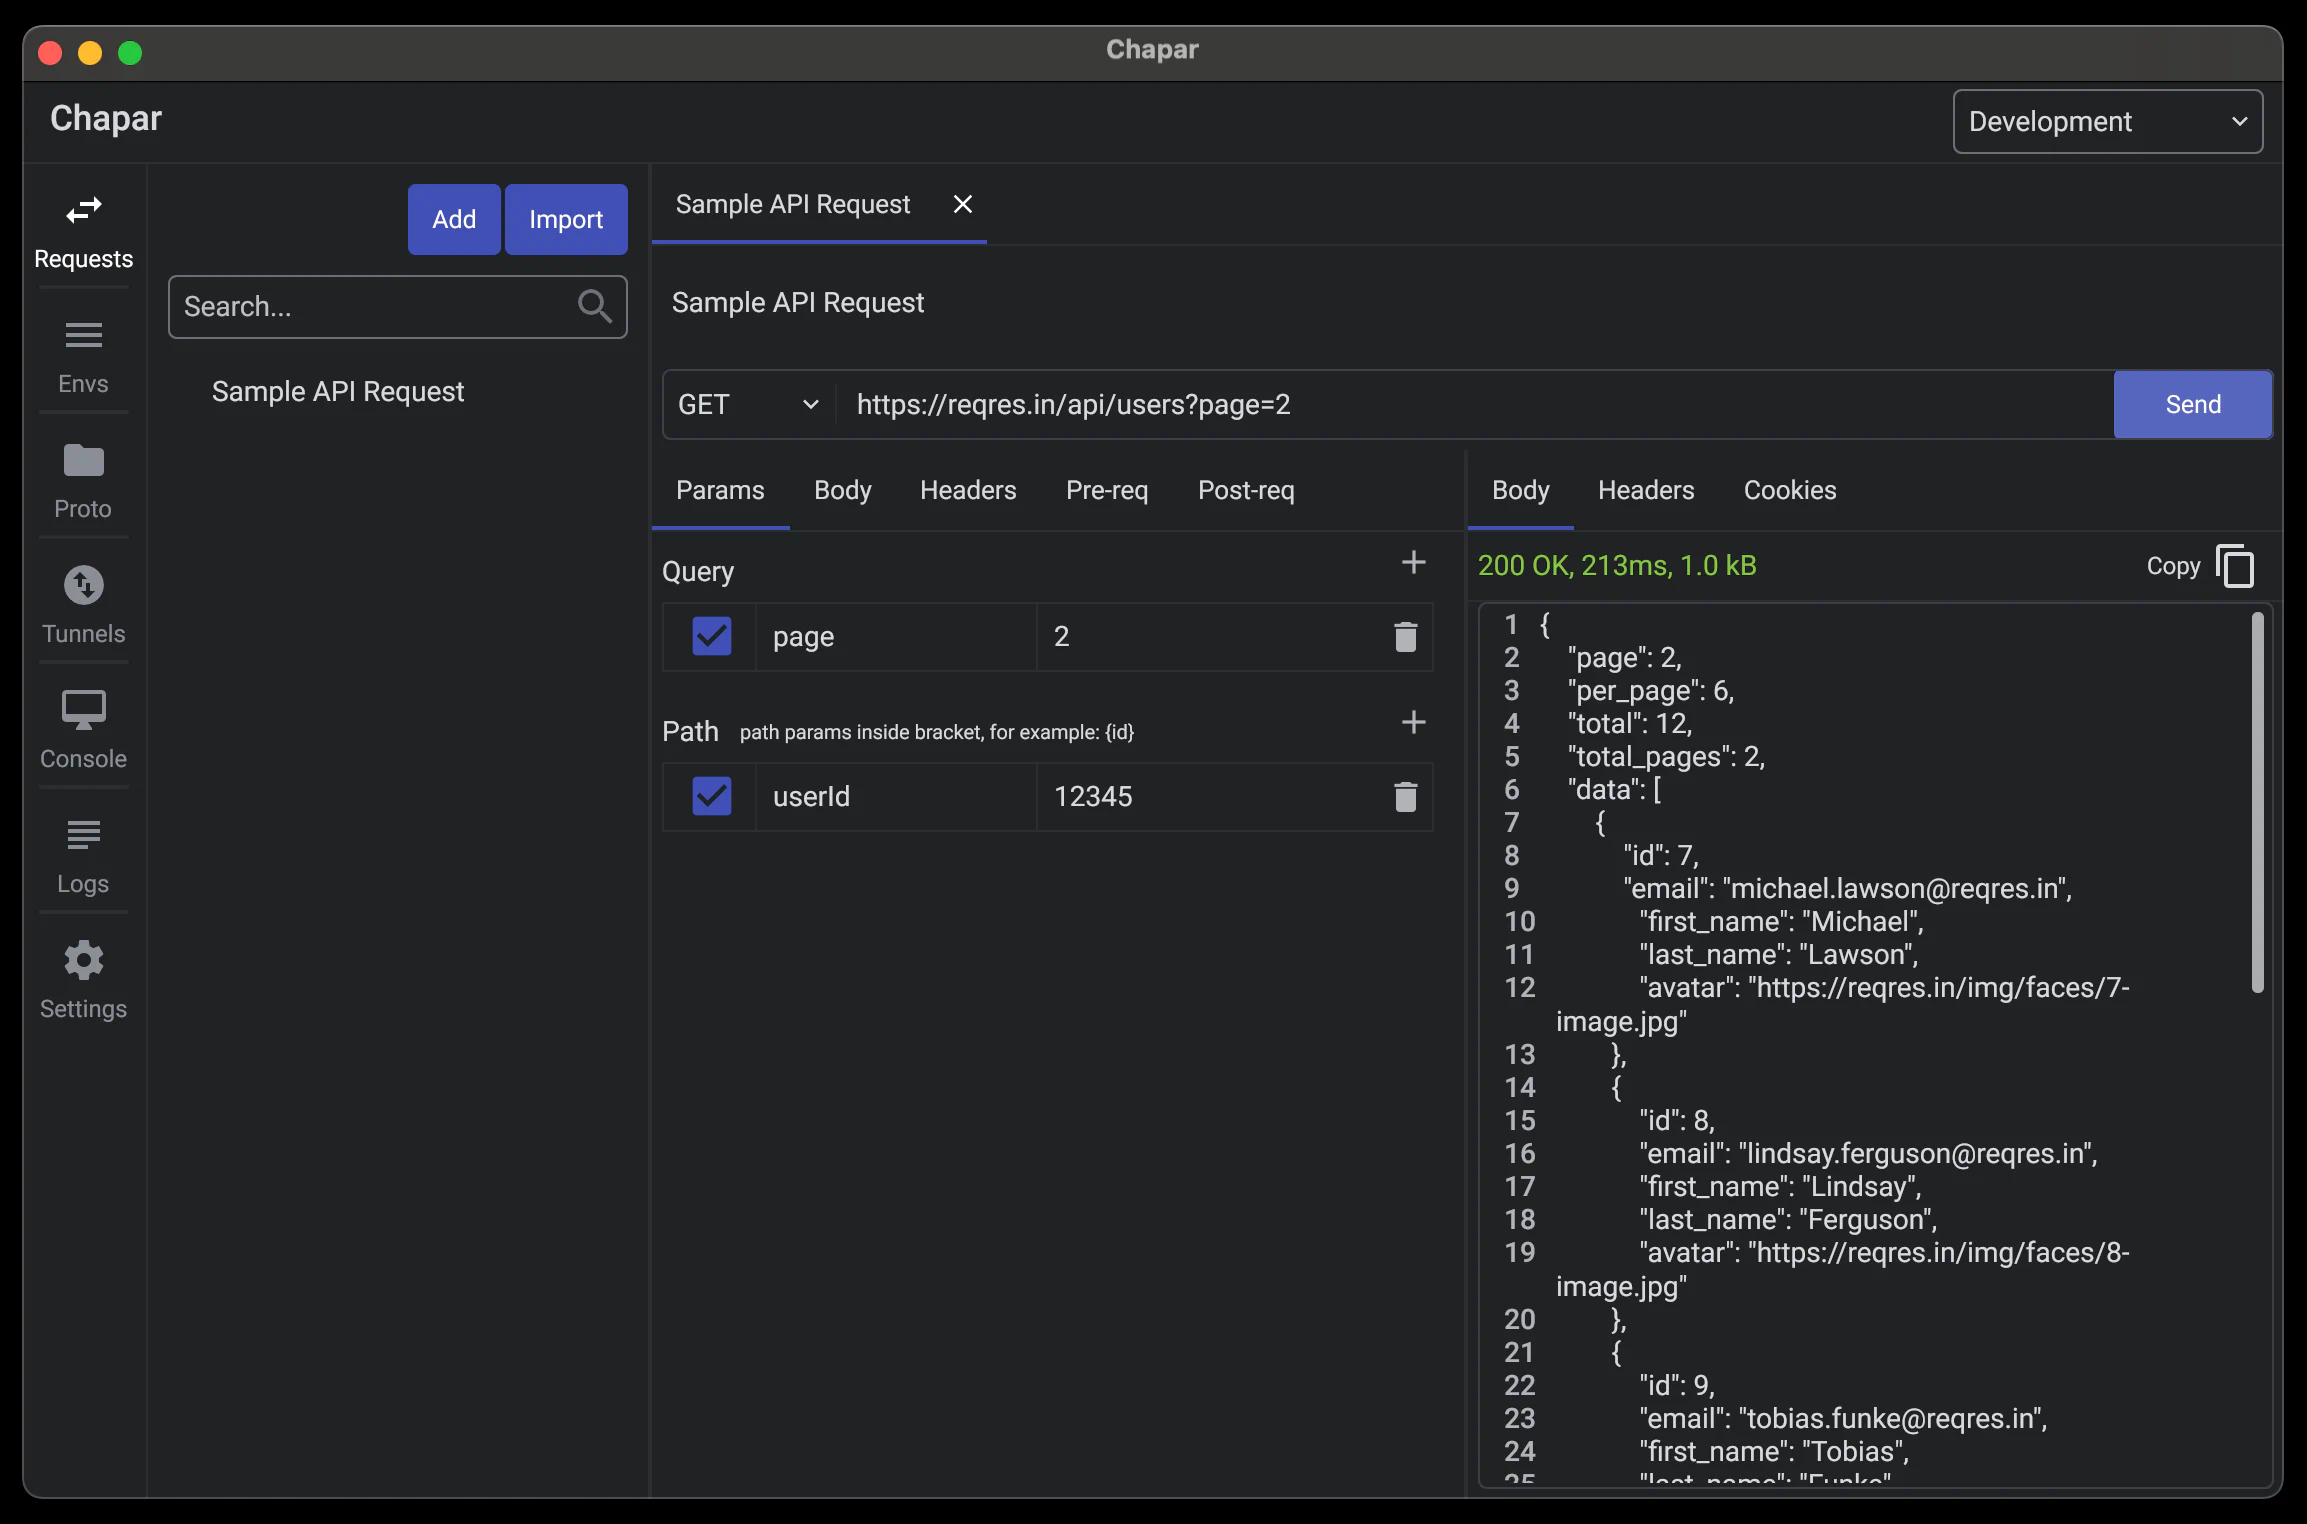 Chapar
Chapar
Development
Requests
Envs
Proto
Tunnels
Console
Logs
Settings
Add
Import
Search...
Sample API Request
Sample API Request
Sample API Request
GET
https://reqres.in/api/users?page=2
Send
Params
Body
Headers
Pre-req
Post-req
Query
page
2
Path
path params inside bracket, for example: {id}
userId
12345
Body
Headers
Cookies
200 OK, 213ms, 1.0 kB
Copy
1 {
2 "page": 2,
3 "per_page": 6,
4 "total": 12,
5 "total_pages": 2,
6 "data": [
7 {
8 "id": 7,
9 "email": "michael.lawson@reqres.in",
10 "first_name": "Michael",
11 "last_name": "Lawson",
12 "avatar": "https://reqres.in/img/faces/7-
image.jpg"
13 },
14 {
15 "id": 8,
16 "email": "lindsay.ferguson@reqres.in",
17 "first_name": "Lindsay",
18 "last_name": "Ferguson",
19 "avatar": "https://reqres.in/img/faces/8-
image.jpg"
20 },
21 {
22 "id": 9,
23 "email": "tobias.funke@reqres.in",
24 "first_name": "Tobias",
25 "last_name": "Funke"